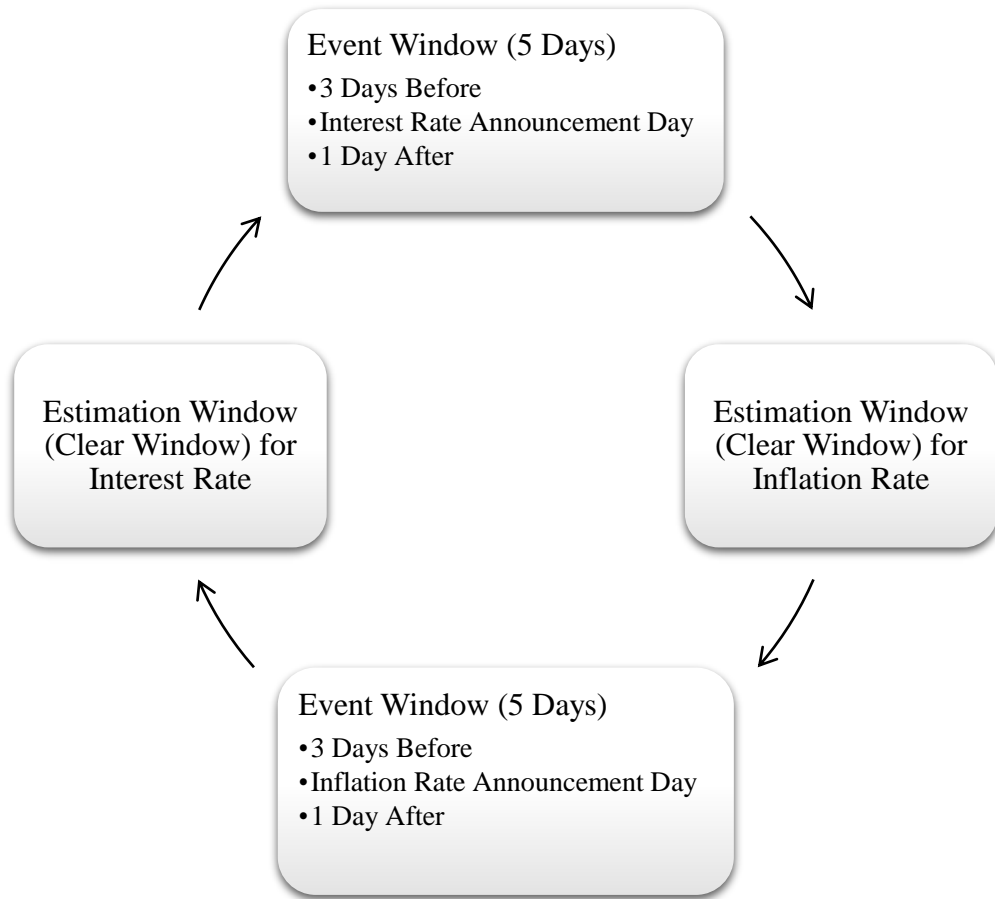 Event Window (5 Days)
•3 Days Before
•Interest Rate Announcement Day
•1 Day After
Estimation Window
(Clear Window) for
Interest Rate
Estimation Window
(Clear Window) for
Inflation Rate
Event Window (5 Days)
•3 Days Before
•Inflation Rate Announcement Day
•1 Day After